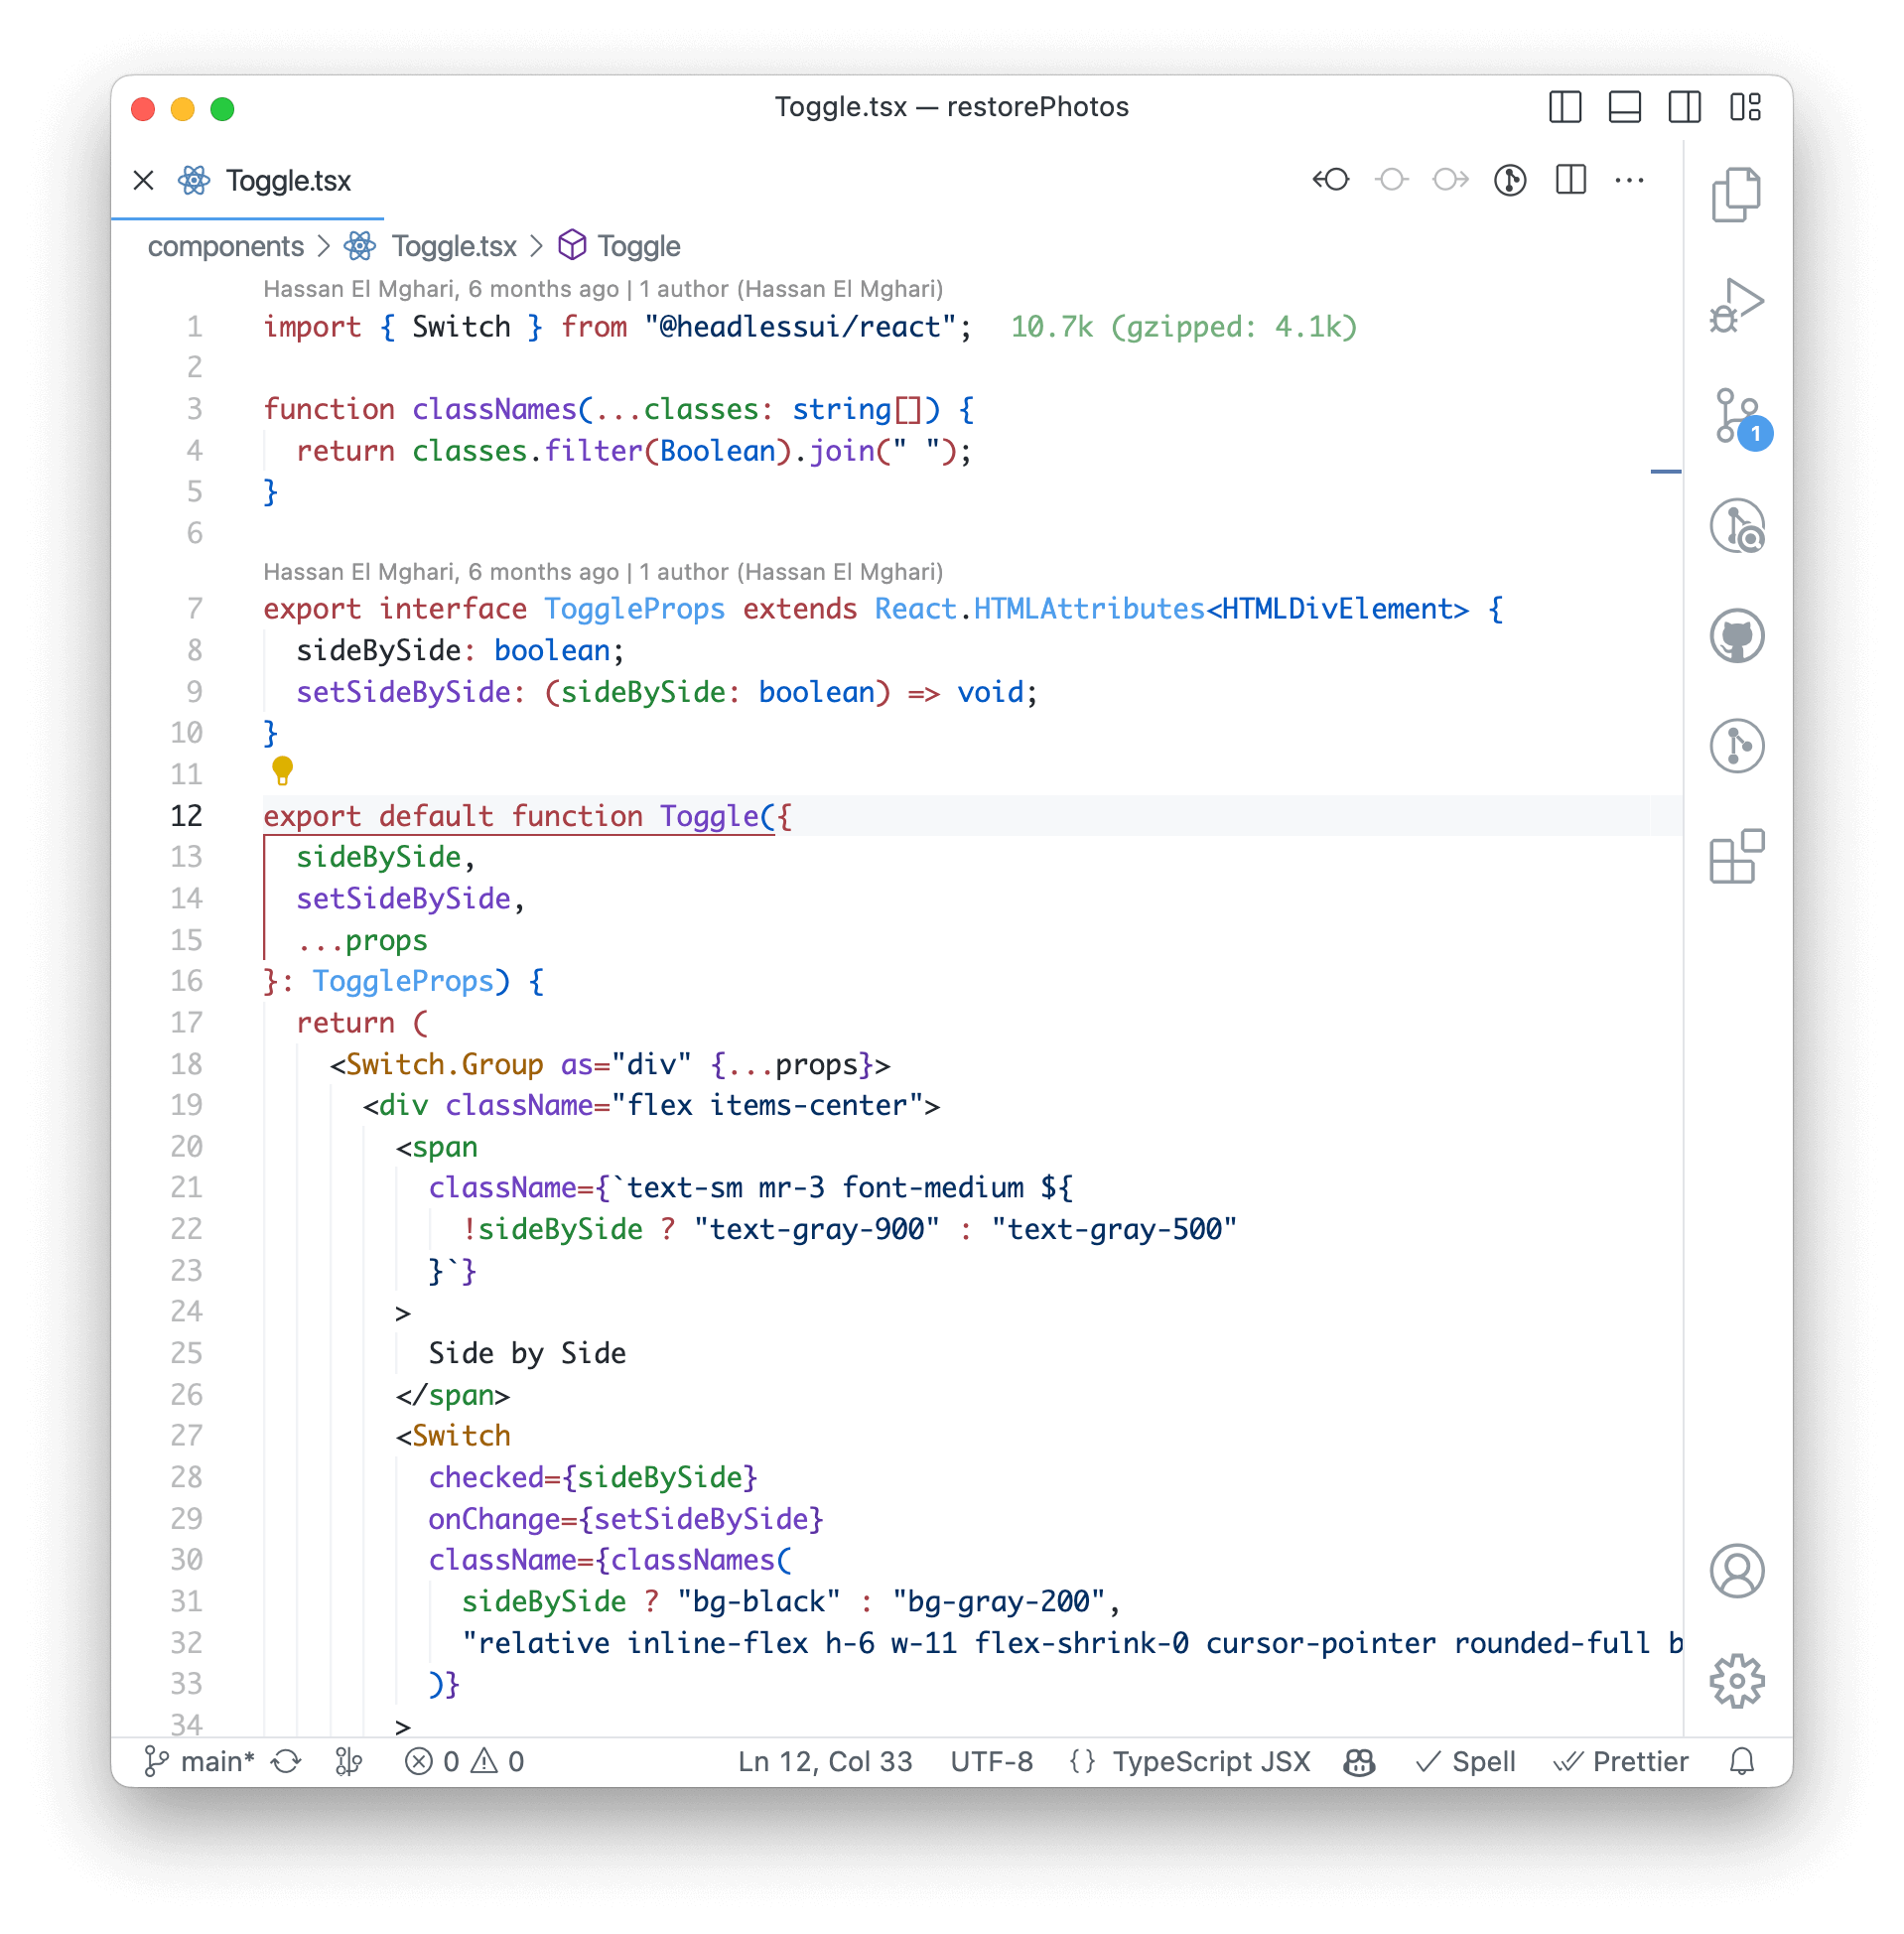 Toggle.tsx — restorePhotos
Toggle.tsx
components > Toggle.tsx > Toggle
Hassan El Mghari, 6 months ago | 1 author (Hassan El Mghari)
1 import { Switch } from "@headlessui/react"; 10.7k (gzipped: 4.1k)
2
3 function classNames(...classes: string[]) {
4   return classes.filter(Boolean).join(" ");
5 }
6
Hassan El Mghari, 6 months ago | 1 author (Hassan El Mghari)
7 export interface ToggleProps extends React.HTMLAttributes<HTMLDivElement> {
8   sideBySide: boolean;
9   setSideBySide: (sideBySide: boolean) => void;
10 }
11
12 export default function Toggle({
13   sideBySide,
14   setSideBySide,
15   ...props
16 }: ToggleProps) {
17   return (
18     <Switch.Group as="div" {...props}>
19       <div className="flex items-center">
20         <span
21           className={`text-sm mr-3 font-medium ${
22             !sideBySide ? "text-gray-900" : "text-gray-500"
23           }`}
24         >
25           Side by Side
26         </span>
27         <Switch
28           checked={sideBySide}
29           onChange={setSideBySide}
30           className={classNames(
31             sideBySide ? "bg-black" : "bg-gray-200",
32             "relative inline-flex h-6 w-11 flex-shrink-0 cursor-pointer rounded-full b
33           )}
34         >
1
main* 0 0 Ln 12, Col 33 UTF-8 {} TypeScript JSX Spell Prettier